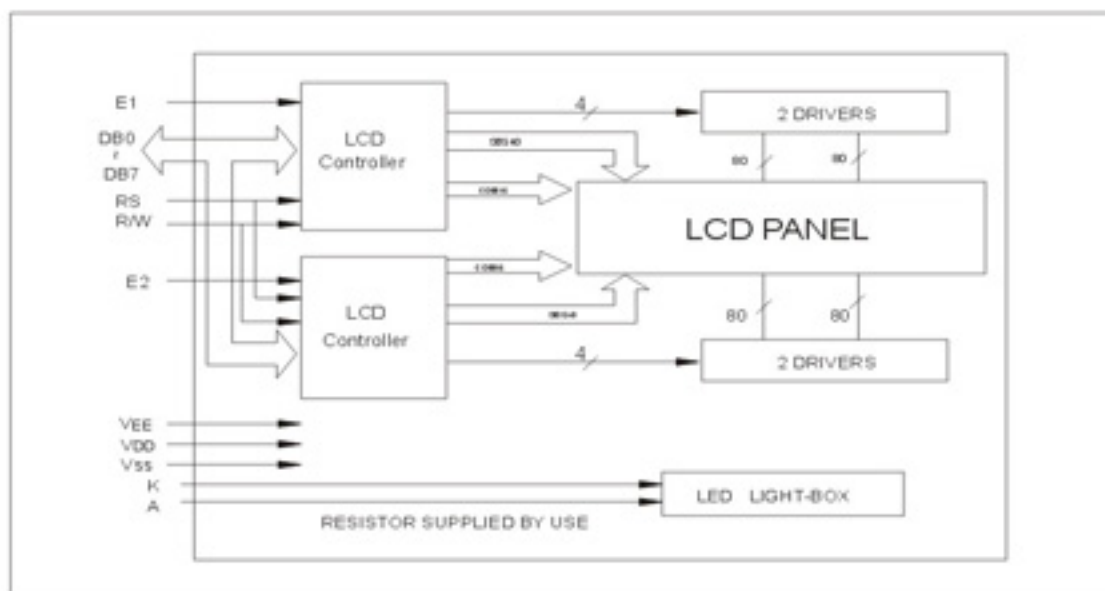 E1
DB0
r
DB7
RS
R/W
E2
VEE
VDD
Vss
K
A
LCD
Controller
LCD
Controller
4
2 DRIVERS
80
80
LCD PANEL
80
80
4
2 DRIVERS
LED LIGHT-BOX
RESISTOR SUPPLIED BY USE